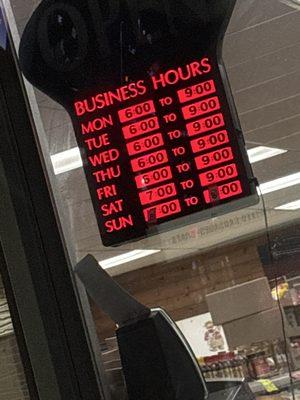 OPEN
BUSINESS HOURS
MON 6:00 TO 9:00
TUE 6:00 TO 9:00
WED 6:00 TO 9:00
THU 6:00 TO 9:00
FRI 6:00 TO 9:00
SAT 7:00 TO 9:00
SUN TO